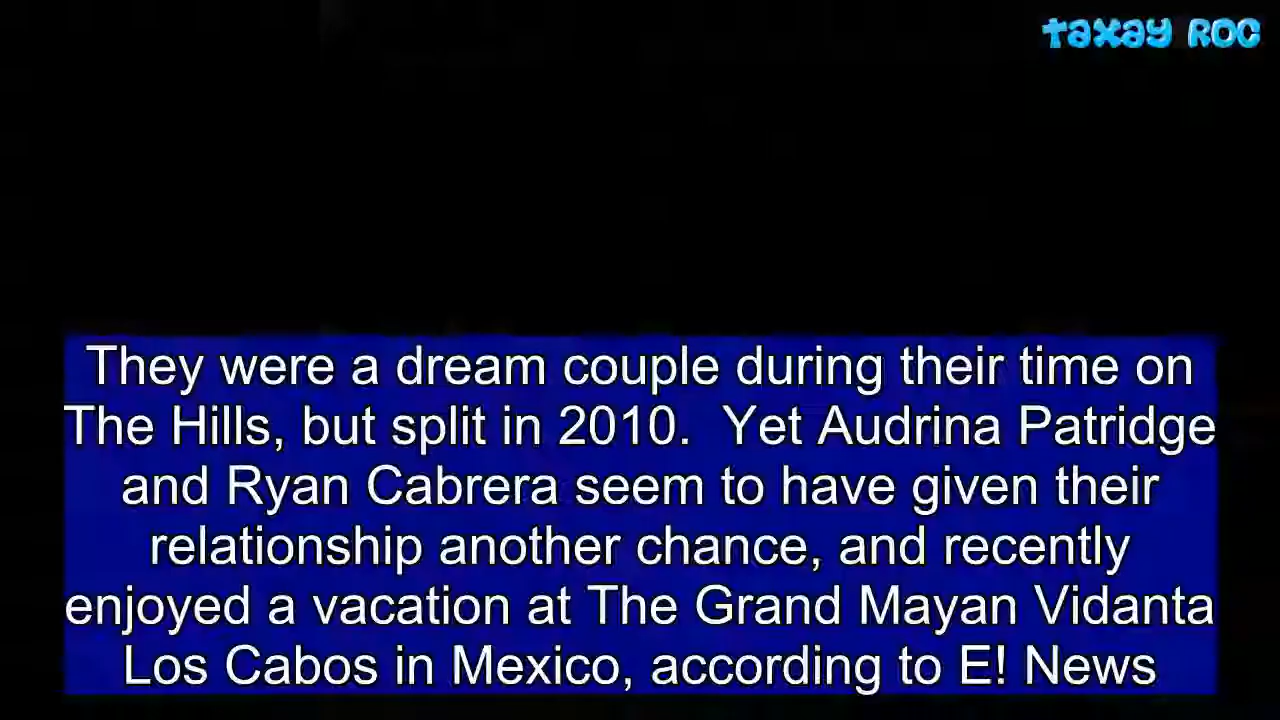 taxay ROC
They were a dream couple during their time on
The Hills, but split in 2010.  Yet Audrina Patridge
and Ryan Cabrera seem to have given their
relationship another chance, and recently
enjoyed a vacation at The Grand Mayan Vidanta
Los Cabos in Mexico, according to E! News